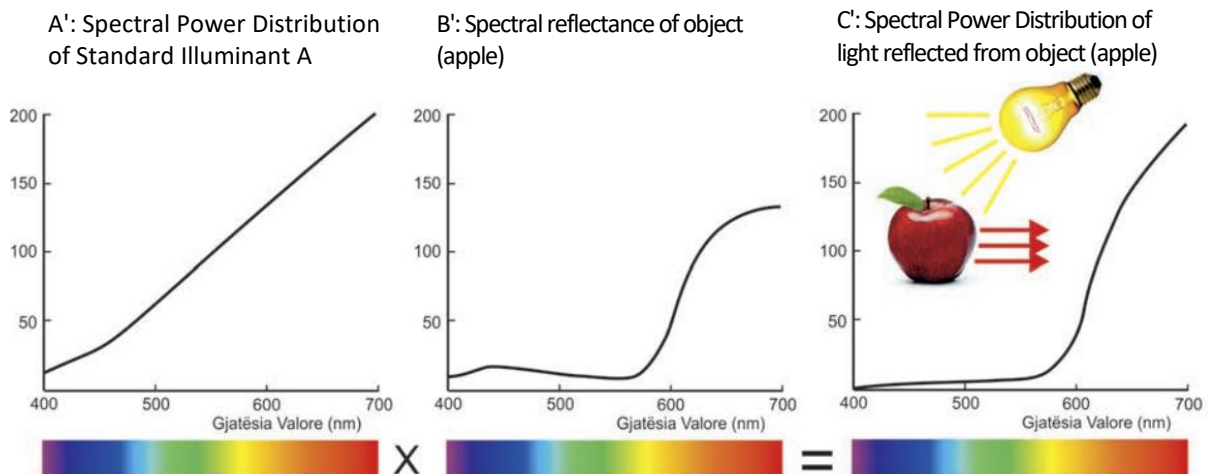 A': Spectral Power Distribution
of Standard Illuminant A
B': Spectral reflectance of object
(apple)
C': Spectral Power Distribution of
light reflected from object (apple)
200
150
100
50
400
500
600
700
Gjatësia Valore (nm)
200
150
100
50
400
500
600
700
Gjatësia Valore (nm)
200
150
100
50
400
500
600
700
Gjatësia Valore (nm)
X
=